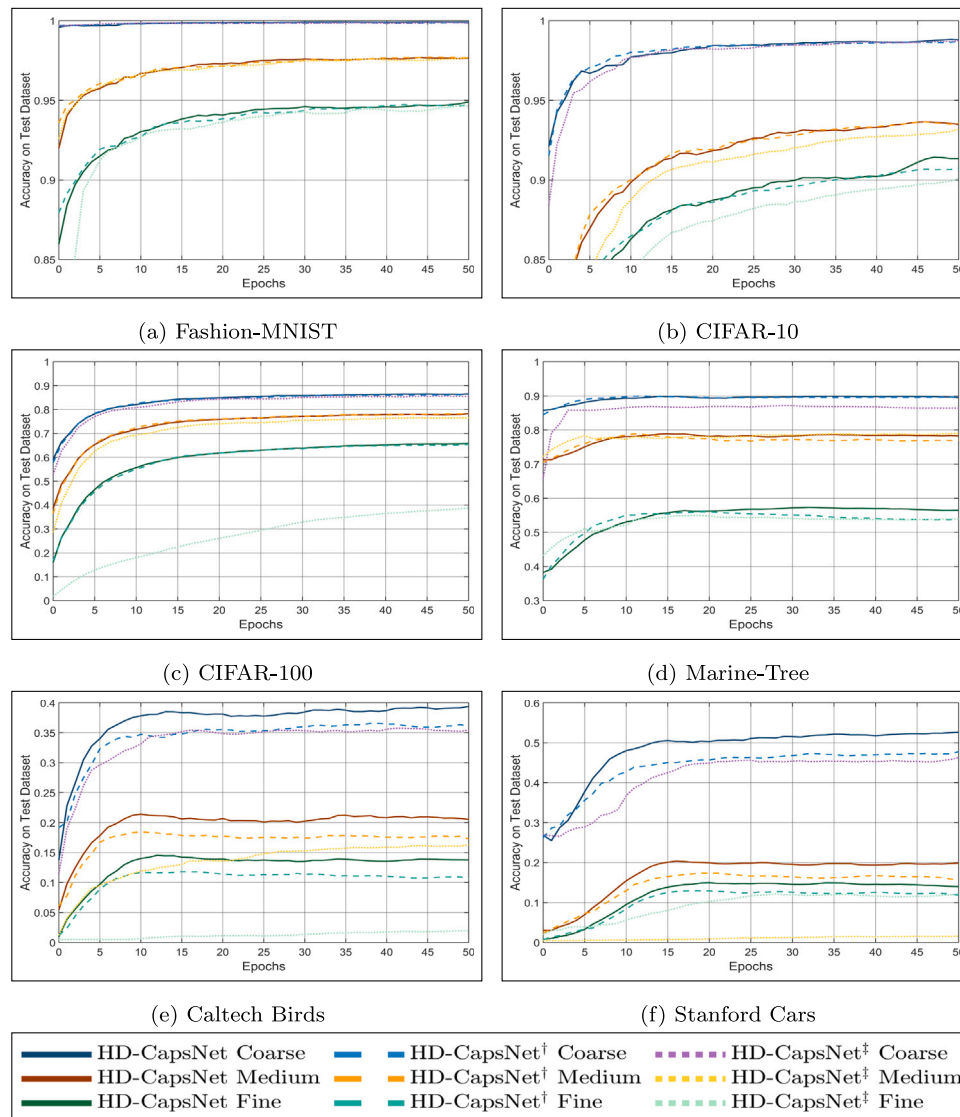 Accuracy on Test Dataset
1
0.95
0.9
0.85
0 5 10 15 20 25 30 35 40 45 50
Epochs
(a) Fashion-MNIST
Accuracy on Test Dataset
1
0.95
0.9
0.85
0 5 10 15 20 25 30 35 40 45 50
Epochs
(b) CIFAR-10
Accuracy on Test Dataset
1
0.9
0.8
0.7
0.6
0.5
0.4
0.3
0.2
0.1
0
0 5 10 15 20 25 30 35 40 45 50
Epochs
(c) CIFAR-100
Accuracy on Test Dataset
1
0.9
0.8
0.7
0.6
0.5
0.4
0.3
0 5 10 15 20 25 30 35 40 45 50
Epochs
(d) Marine-Tree
Accuracy on Test Dataset
0.4
0.35
0.3
0.25
0.2
0.15
0.1
0.05
0
0 5 10 15 20 25 30 35 40 45 50
Epochs
(e) Caltech Birds
Accuracy on Test Dataset
0.6
0.5
0.4
0.3
0.2
0.1
0
0 5 10 15 20 25 30 35 40 45 50
Epochs
(f) Stanford Cars
HD-CapsNet Coarse HD-CapsNet† Coarse HD-CapsNet‡ Coarse
HD-CapsNet Medium HD-CapsNet† Medium HD-CapsNet‡ Medium
HD-CapsNet Fine HD-CapsNet† Fine HD-CapsNet‡ Fine